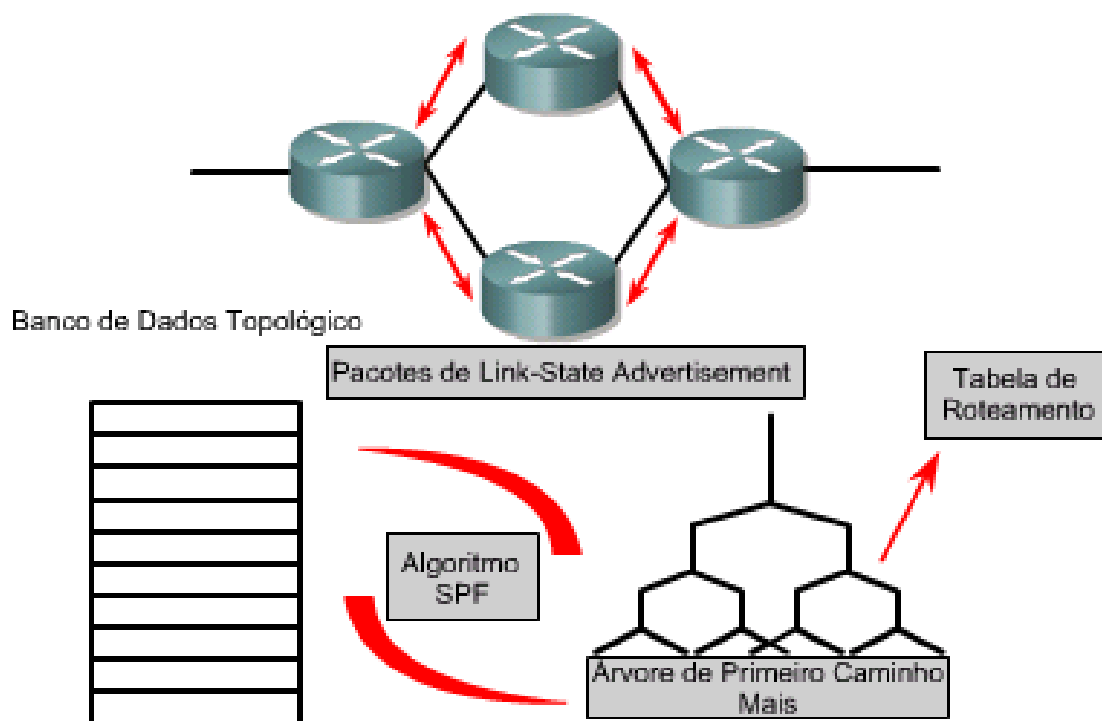 Banco de Dados Topológico
Pacotes de Link-State Advertisement
Tabela de
Roteamento
Algoritmo
SPF
Árvore de Primeiro Caminho
Mais